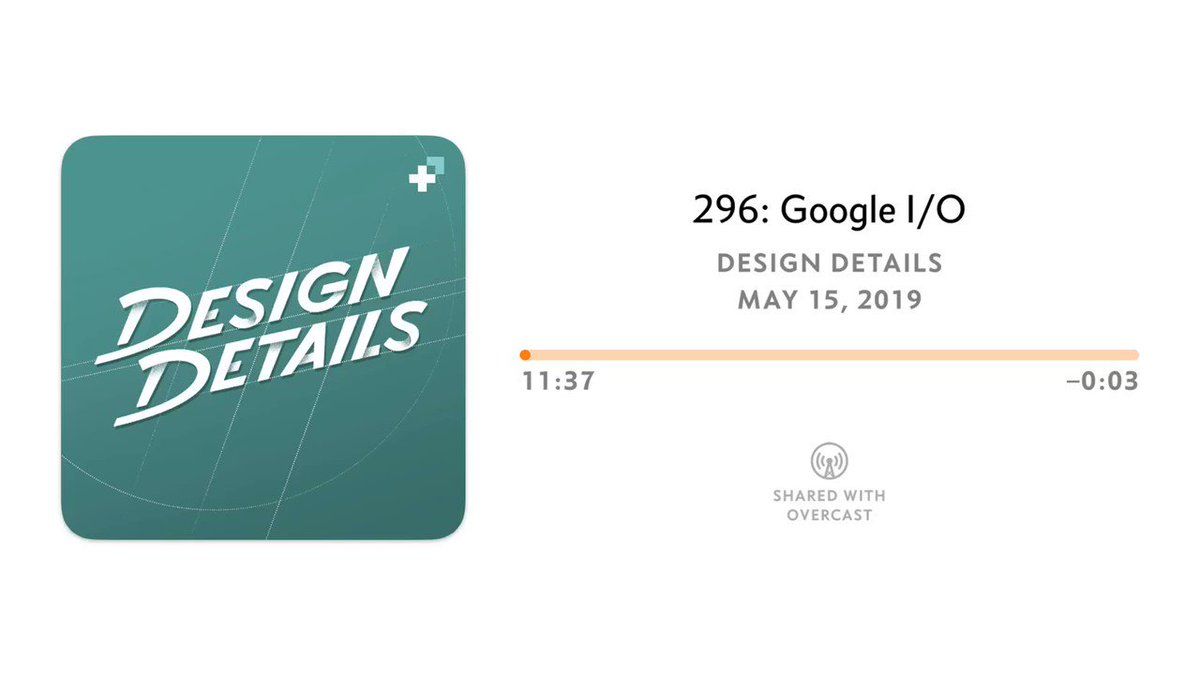 DESIGN
DETAILS
296: Google I/O
DESIGN DETAILS
MAY 15, 2019
11:37
–0:03
SHARED WITH
OVERCAST